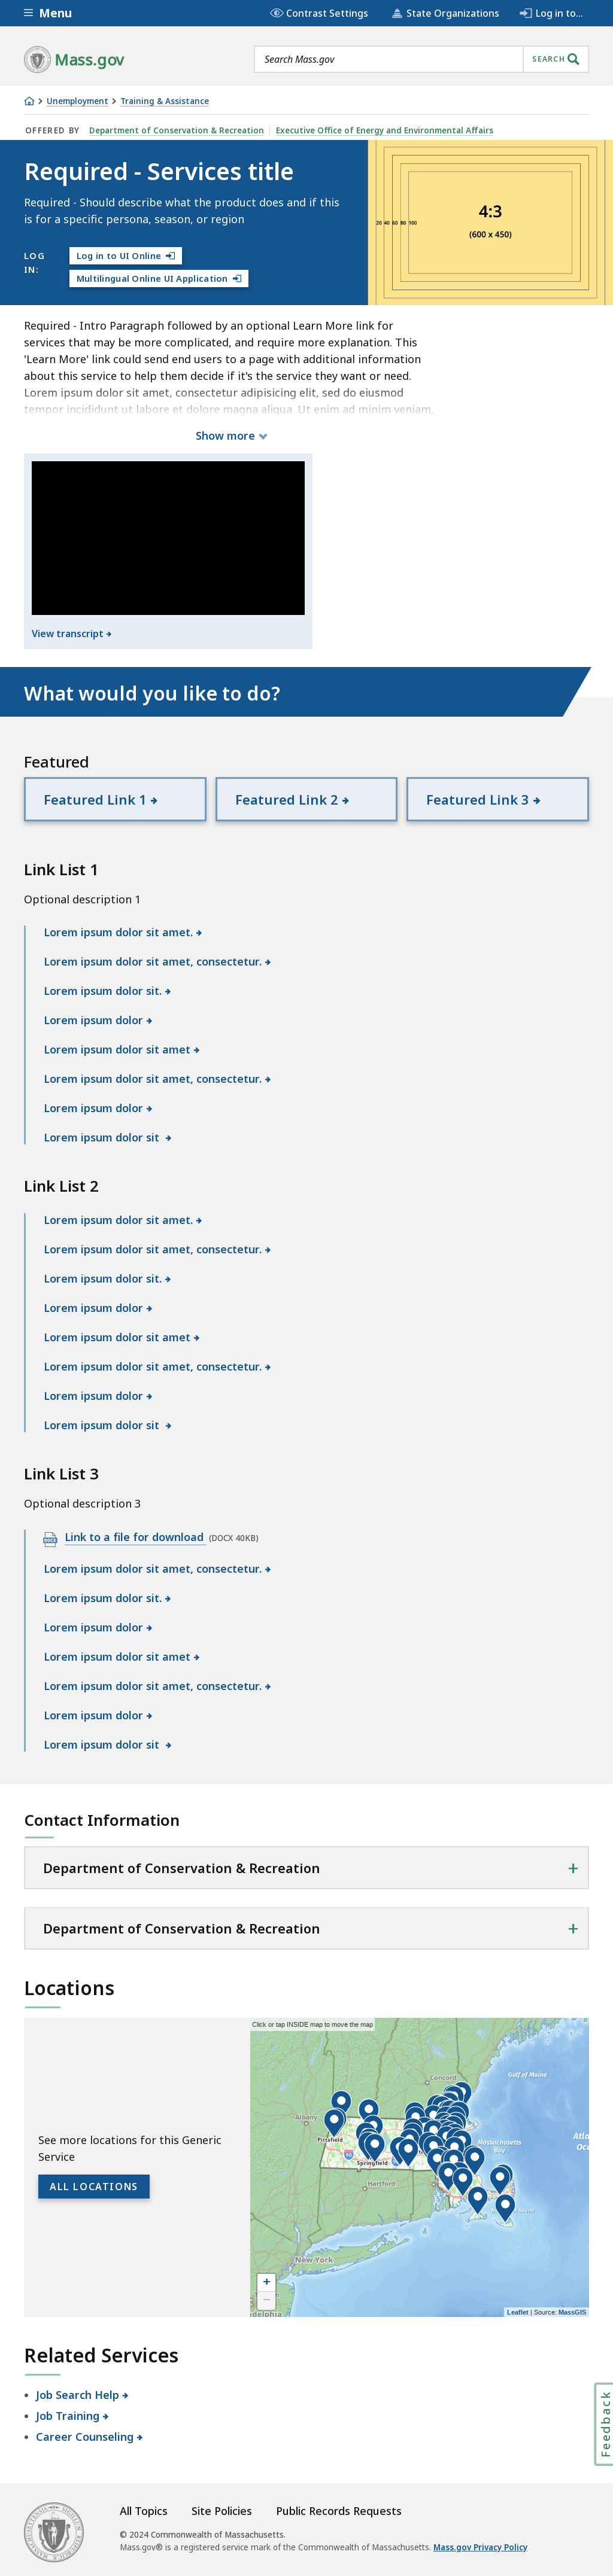 Menu
Contrast Settings
State Organizations
Log in to...
Mass.gov
Search Mass.gov
SEARCH
Unemployment
Training & Assistance
OFFERED BY Department of Conservation & Recreation Executive Office of Energy and Environmental Affairs
Required - Services title
Required - Should describe what the product does and if this
is for a specific persona, season, or region
LOG
IN:
Log in to UI Online
Multilingual Online UI Application
20 40 60 80 100
4:3
(600 x 450)
Required - Intro Paragraph followed by an optional Learn More link for
services that may be more complicated, and require more explanation. This
'Learn More' link could send end users to a page with additional information
about this service to help them decide if it's the service they want or need.
Lorem ipsum dolor sit amet, consectetur adipisicing elit, sed do eiusmod
tempor incididunt ut labore et dolore magna aliqua. Ut enim ad minim veniam,
Show more
View transcript
What would you like to do?
Featured
Featured Link 1
Featured Link 2
Featured Link 3
Link List 1
Optional description 1
Lorem ipsum dolor sit amet.
Lorem ipsum dolor sit amet, consectetur.
Lorem ipsum dolor sit.
Lorem ipsum dolor
Lorem ipsum dolor sit amet
Lorem ipsum dolor sit amet, consectetur.
Lorem ipsum dolor
Lorem ipsum dolor sit
Link List 2
Lorem ipsum dolor sit amet.
Lorem ipsum dolor sit amet, consectetur.
Lorem ipsum dolor sit.
Lorem ipsum dolor
Lorem ipsum dolor sit amet
Lorem ipsum dolor sit amet, consectetur.
Lorem ipsum dolor
Lorem ipsum dolor sit
Link List 3
Optional description 3
DOCX
Link to a file for download (DOCX 40KB)
Lorem ipsum dolor sit amet, consectetur.
Lorem ipsum dolor sit.
Lorem ipsum dolor
Lorem ipsum dolor sit amet
Lorem ipsum dolor sit amet, consectetur.
Lorem ipsum dolor
Lorem ipsum dolor sit
Contact Information
Department of Conservation & Recreation +
Department of Conservation & Recreation +
Locations
See more locations for this Generic
Service
ALL LOCATIONS
Click or tap INSIDE map to move the map
Gulf of Maine
Concord
Albany
Pittsfield
Massachusetts
Bay
Springfield
Hartford
Sound
New York
+
−
Leaflet | Source: MassGIS
Related Services
Job Search Help
Job Training
Career Counseling
Feedback
All Topics
Site Policies
Public Records Requests
© 2024 Commonwealth of Massachusetts.
Mass.gov® is a registered service mark of the Commonwealth of Massachusetts. Mass.gov Privacy Policy